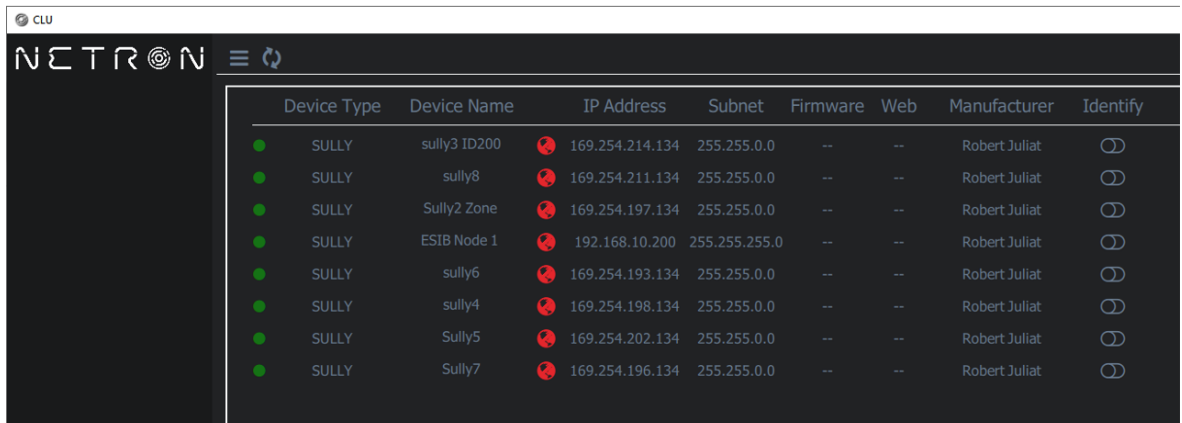 CLU
NETRON
Device Type Device Name IP Address Subnet Firmware Web Manufacturer Identify
SULLY sully3 ID200 169.254.214.134 255.255.0.0 -- -- Robert Juliat
SULLY sully8 169.254.211.134 255.255.0.0 -- -- Robert Juliat
SULLY Sully2 Zone 169.254.197.134 255.255.0.0 -- -- Robert Juliat
SULLY ESIB Node 1 192.168.10.200 255.255.255.0 -- -- Robert Juliat
SULLY sully6 169.254.193.134 255.255.0.0 -- -- Robert Juliat
SULLY sully4 169.254.198.134 255.255.0.0 -- -- Robert Juliat
SULLY Sully5 169.254.202.134 255.255.0.0 -- -- Robert Juliat
SULLY Sully7 169.254.196.134 255.255.0.0 -- -- Robert Juliat